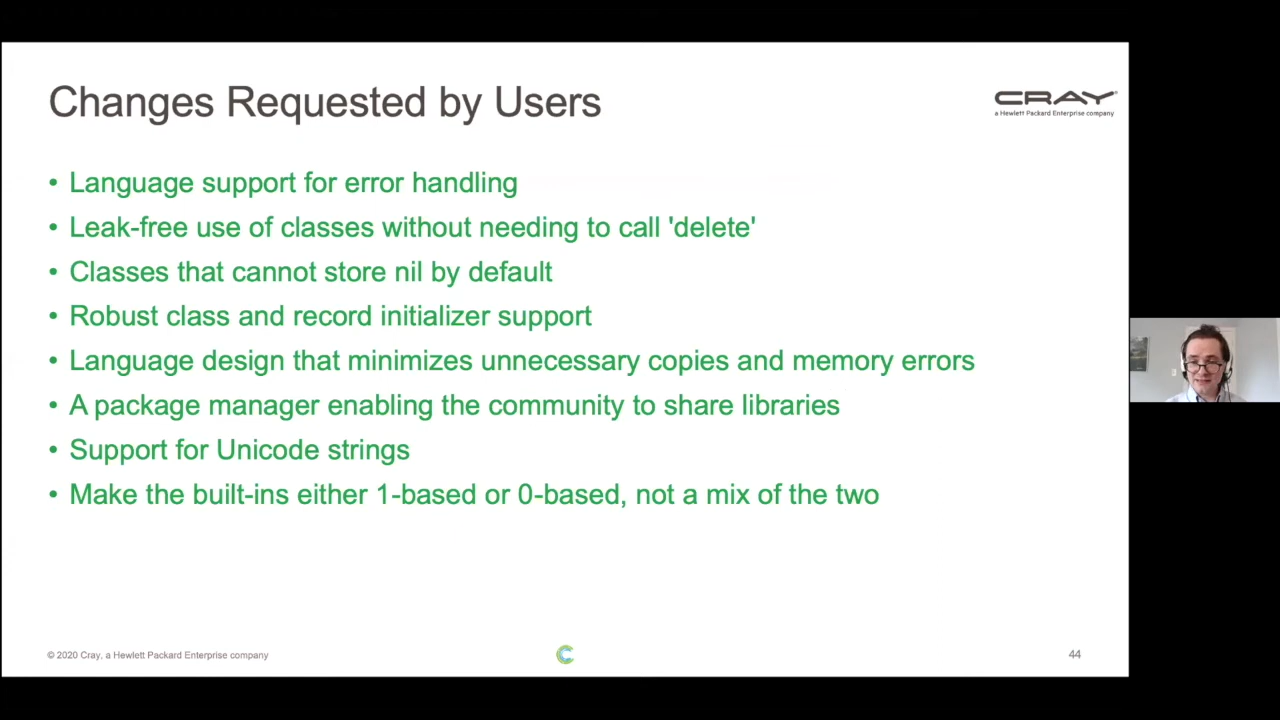 Changes Requested by Users
CRAY
a Hewlett Packard Enterprise company
• Language support for error handling
• Leak-free use of classes without needing to call 'delete'
• Classes that cannot store nil by default
• Robust class and record initializer support
• Language design that minimizes unnecessary copies and memory errors
• A package manager enabling the community to share libraries
• Support for Unicode strings
• Make the built-ins either 1-based or 0-based, not a mix of the two
© 2020 Cray, a Hewlett Packard Enterprise company
44